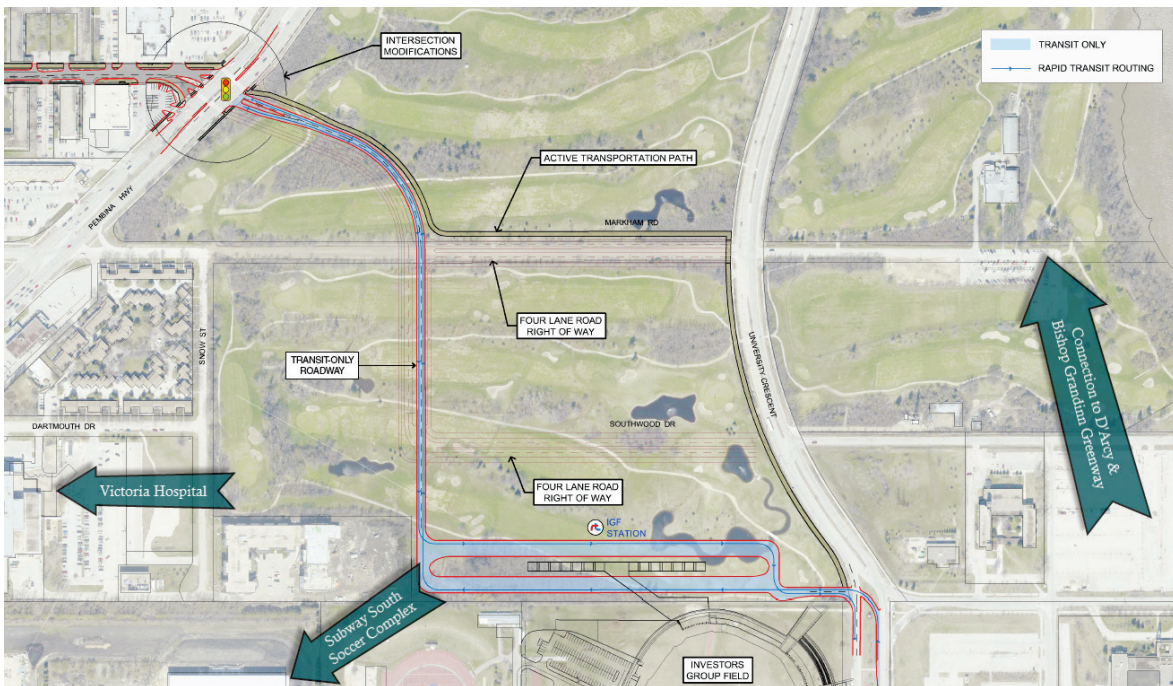 INTERSECTION
MODIFICATIONS
TRANSIT ONLY
RAPID TRANSIT ROUTING
ACTIVE TRANSPORTATION PATH
PEMBINA HWY
MARKHAM RD
FOUR LANE ROAD
RIGHT OF WAY
SNOW ST
TRANSIT-ONLY
ROADWAY
UNIVERSITY CRESCENT
Connection to D'Arcy &
Bishop Grandinn Greenway
DARTMOUTH DR
SOUTHWOOD DR
Victoria Hospital
FOUR LANE ROAD
RIGHT OF WAY
IGF
STATION
Subway South
Soccer Complex
INVESTORS
GROUP FIELD